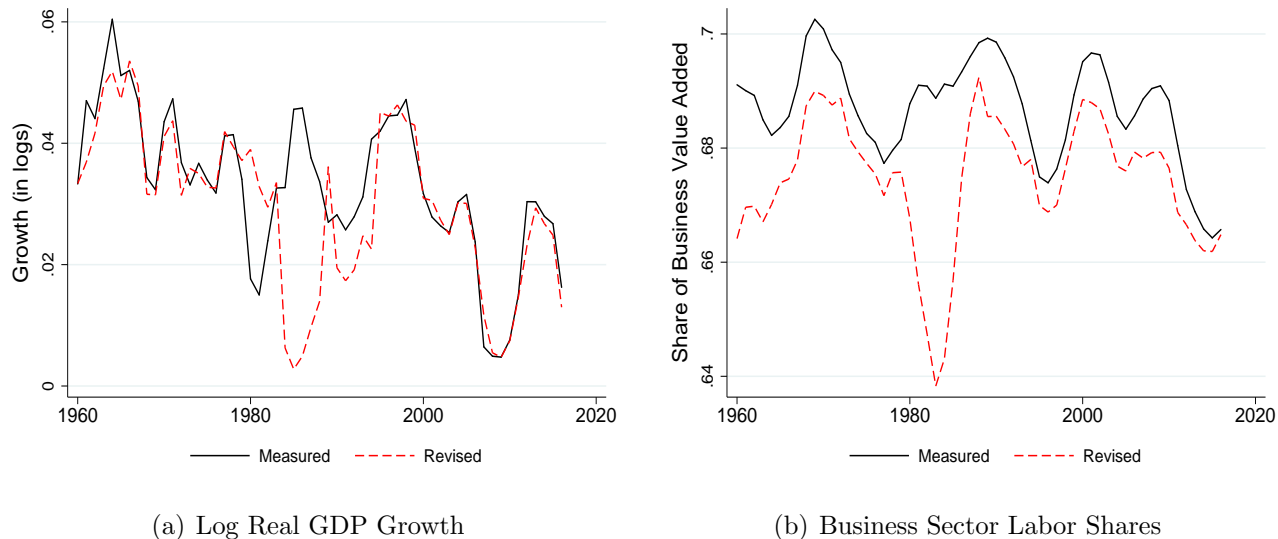 Growth (in logs)
0 .02 .04 .06
1960 1980 2000 2020
Measured Revised
(a) Log Real GDP Growth
Share of Business Value Added
.64 .66 .68 .7
1960 1980 2000 2020
Measured Revised
(b) Business Sector Labor Shares